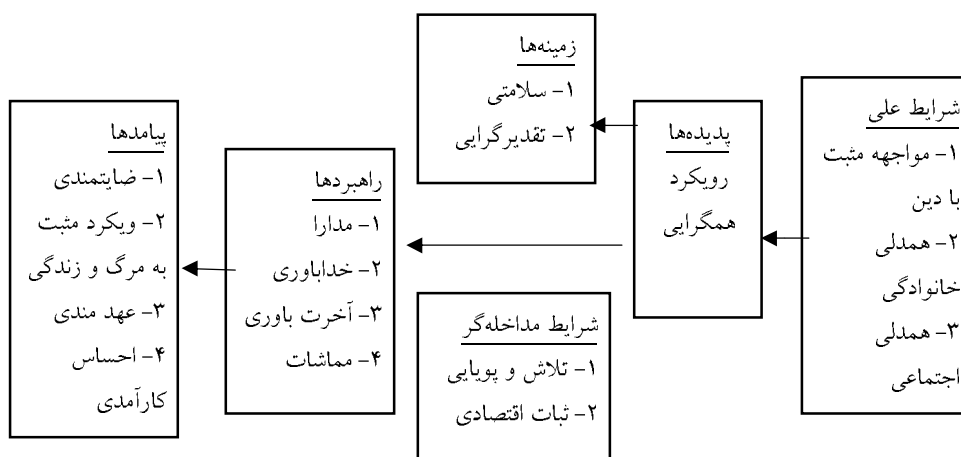 شرایط علی
۱- مواجهه مثبت
با دین
۲- همدلی
خانوادگی
۳- همدلی
اجتماعی
پدیده‌ها
رویکرد
همگرایی
زمینه‌ها
۱- سلامتی
۲- تقدیرگرایی
شرایط مداخله‌گر
۱- تلاش و پویایی
۲- ثبات اقتصادی
راهبردها
۱- مدارا
۲- خداباوری
۳- آخرت باوری
۴- مماشات
پیامدها
۱- ضایتمندی
۲- ویکرد مثبت
به مرگ و زندگی
۳- عهد مندی
۴- احساس
کارآمدی